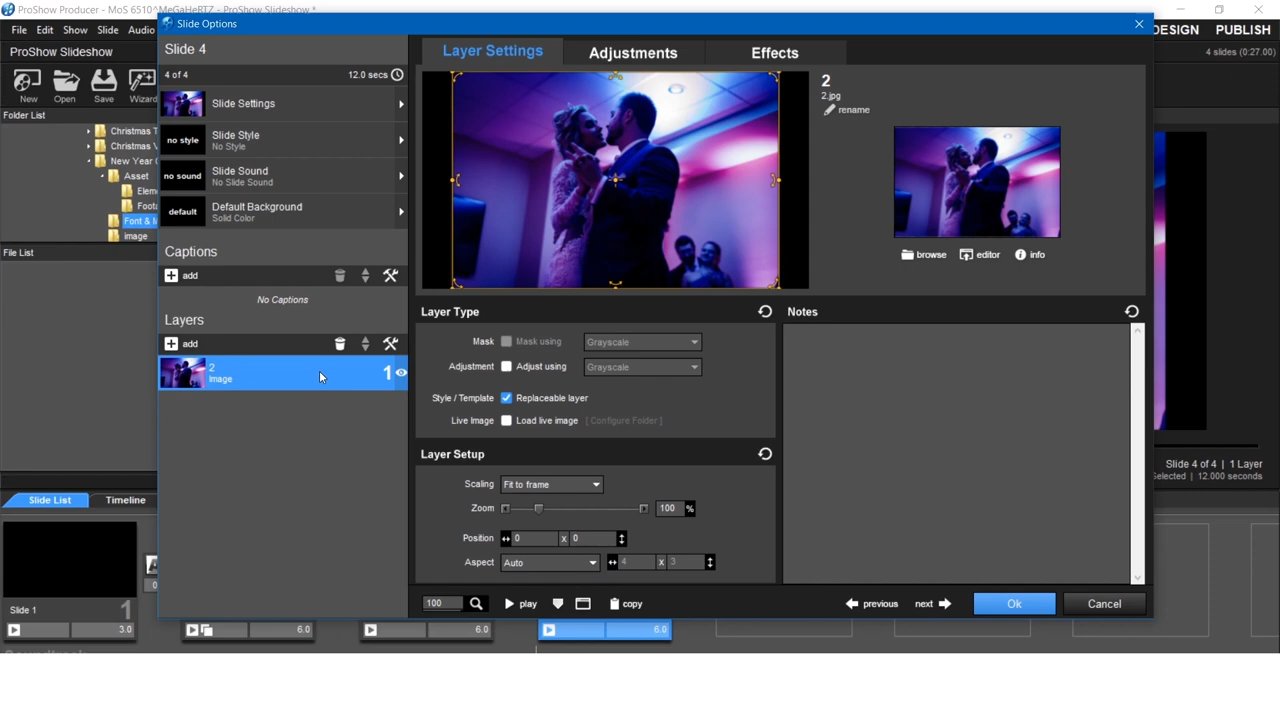 ProShow Producer - MoS 6510^MeGaHeRTZ - ProShow Slideshow *
File Edit Show Slide Audio
DESIGN PUBLISH
ProShow Slideshow
4 slides (0:27.00)
New Open Save Wizard
Folder List
Christmas T
Christmas V
New Year
Asset
Elem
Foot
Font & M
image
File List
Slide Options
Slide 4
4 of 4 12.0 secs
Slide Settings
no style
Slide Style
No Style
no sound
Slide Sound
No Slide Sound
default
Default Background
Solid Color
Captions
add
No Captions
Layers
add
2
Image
1
Layer Settings Adjustments Effects
2
2.jpg
rename
browse editor info
Layer Type
Mask Mask using Grayscale
Adjustment Adjust using Grayscale
Style / Template Replaceable layer
Live Image Load live image [ Configure Folder ]
Layer Setup
Scaling Fit to frame
Zoom 100 %
Position 0 x 0
Aspect Auto 4 x 3
Notes
100 play copy
previous next Ok Cancel
Slide 4 of 4 | 1 Layer
Selected | 12.000 seconds
Slide List Timeline
Slide 1 1
3.0 6.0 6.0 6.0